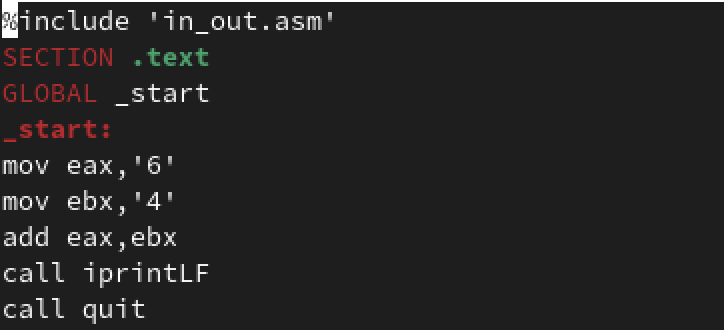 %include 'in_out.asm'
SECTION .text
GLOBAL _start
_start:
mov eax,'6'
mov ebx,'4'
add eax,ebx
call iprintLF
call quit